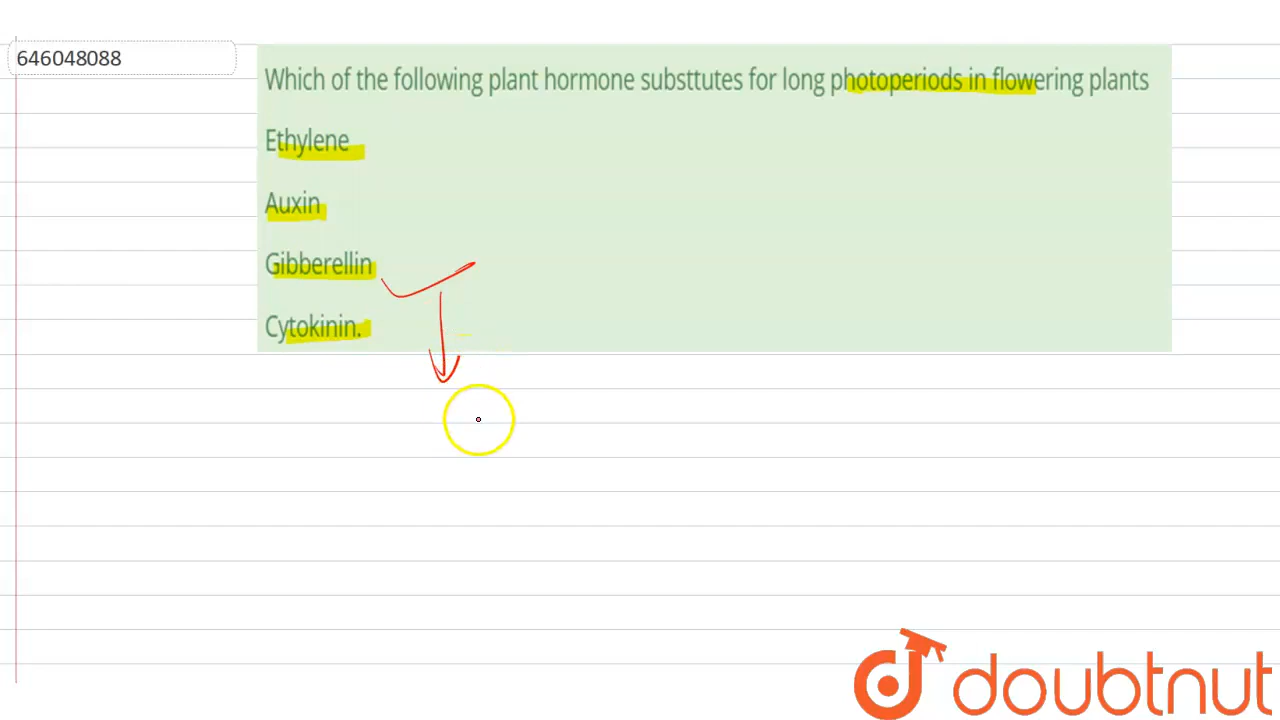 646048088
Which of the following plant hormone substtutes for long photoperiods in flowering plants
Ethylene
Auxin
Gibberellin
Cytokinin.
doubtnut